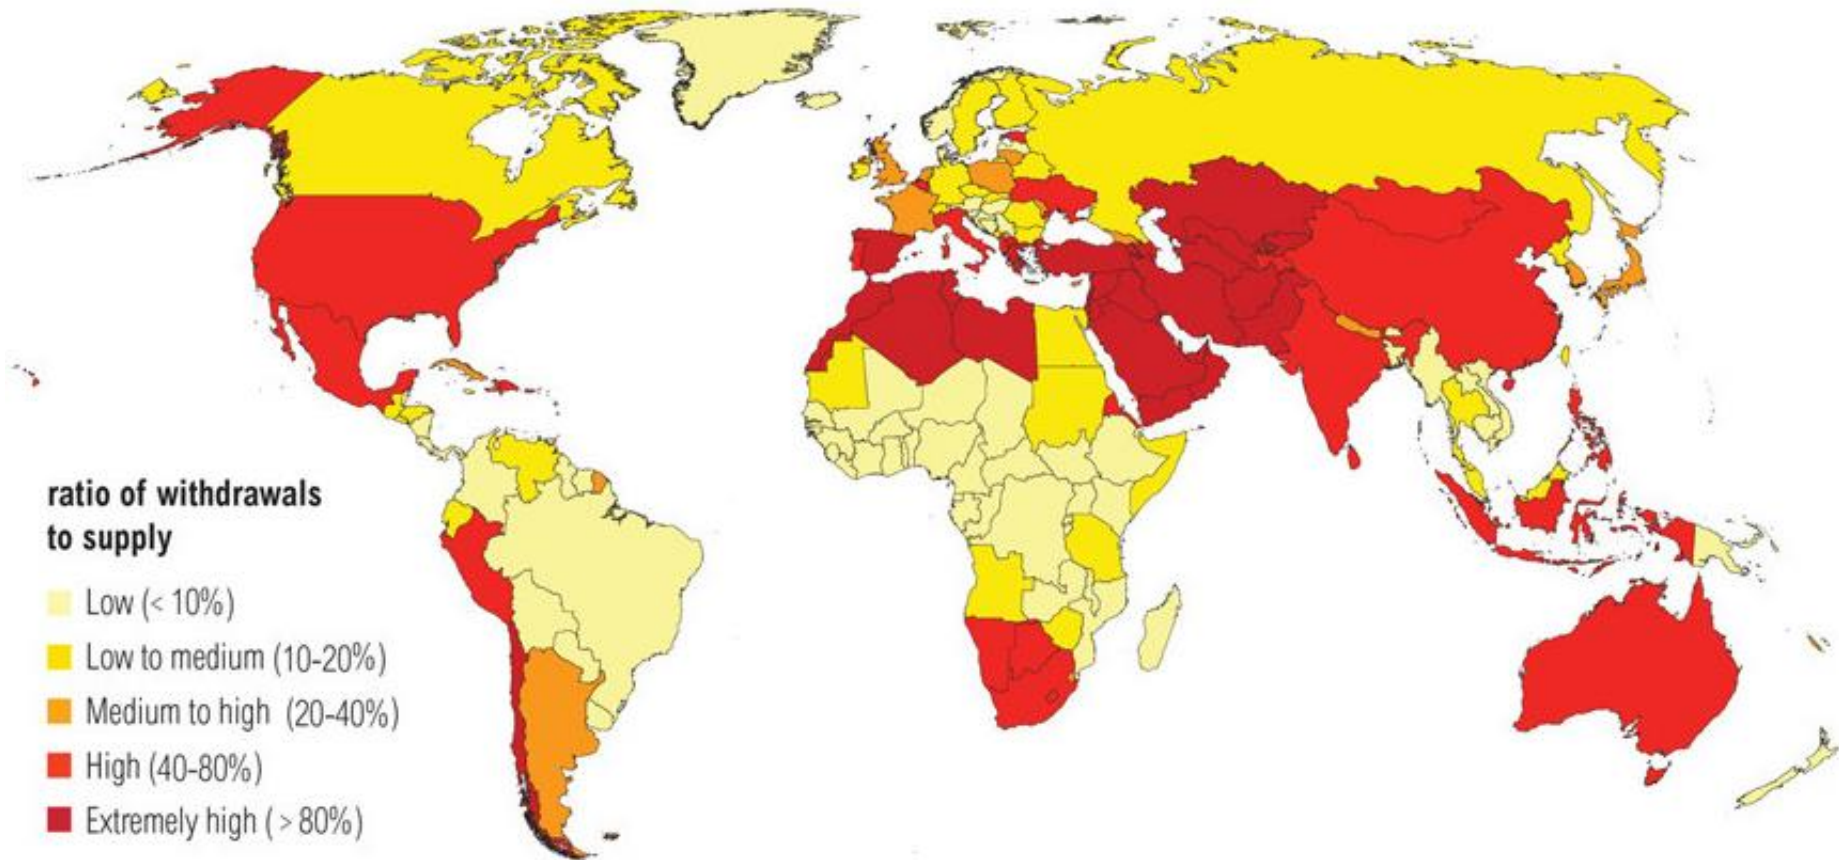 ratio of withdrawals
to supply
Low (< 10%)
Low to medium (10-20%)
Medium to high (20-40%)
High (40-80%)
Extremely high ( > 80%)